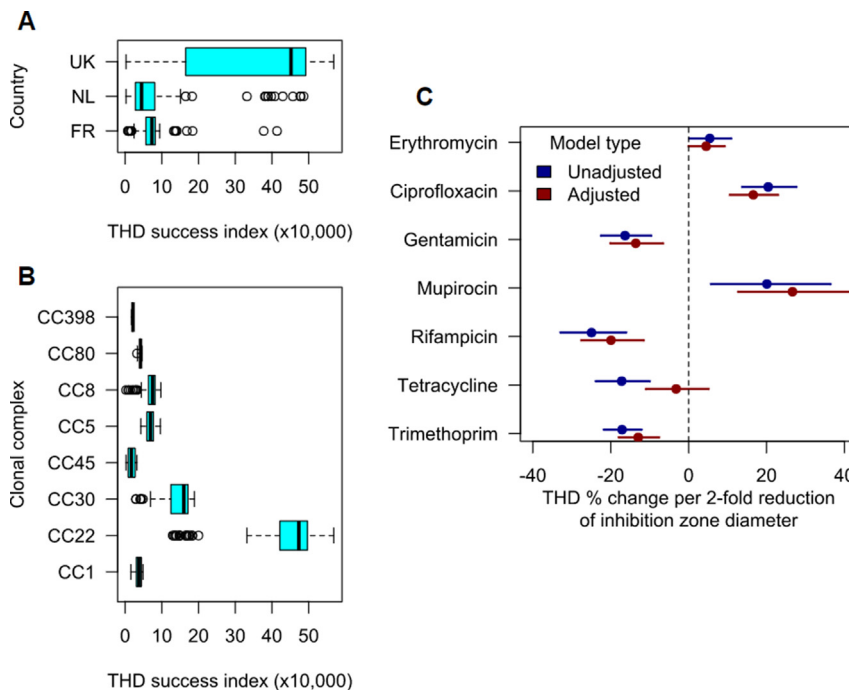 A
Country
UK
NL
FR
0 10 20 30 40 50
THD success index (x10,000)
B
Clonal complex
CC398
CC80
CC8
CC5
CC45
CC30
CC22
CC1
0 10 20 30 40 50
THD success index (x10,000)
C
Model type
Unadjusted
Adjusted
Erythromycin
Ciprofloxacin
Gentamicin
Mupirocin
Rifampicin
Tetracycline
Trimethoprim
-40 -20 0 20 40
THD % change per 2-fold reduction
of inhibition zone diameter